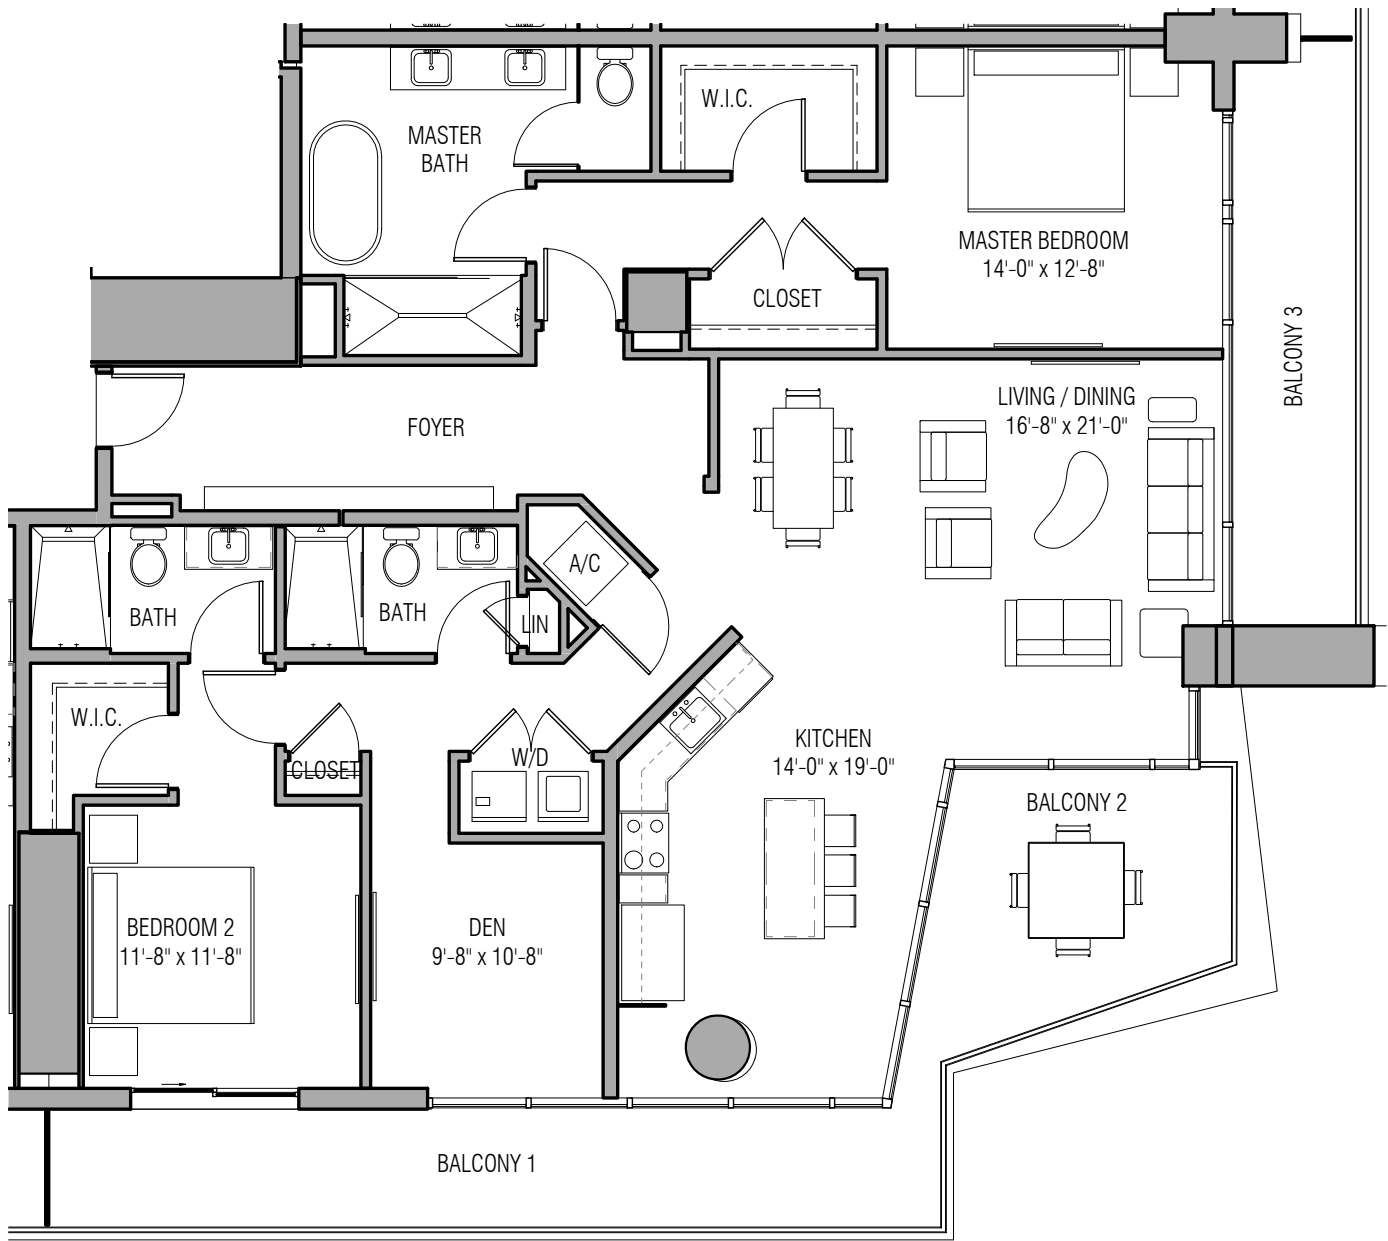 MASTER
BATH
W.I.C.
MASTER BEDROOM
14'-0" x 12'-8"
CLOSET
BALCONY 3
FOYER
LIVING / DINING
16'-8" x 21'-0"
A/C
BATH
BATH
LIN
W.I.C.
CLOSET
W/D
KITCHEN
14'-0" x 19'-0"
BALCONY 2
BEDROOM 2
11'-8" x 11'-8"
DEN
9'-8" x 10'-8"
BALCONY 1